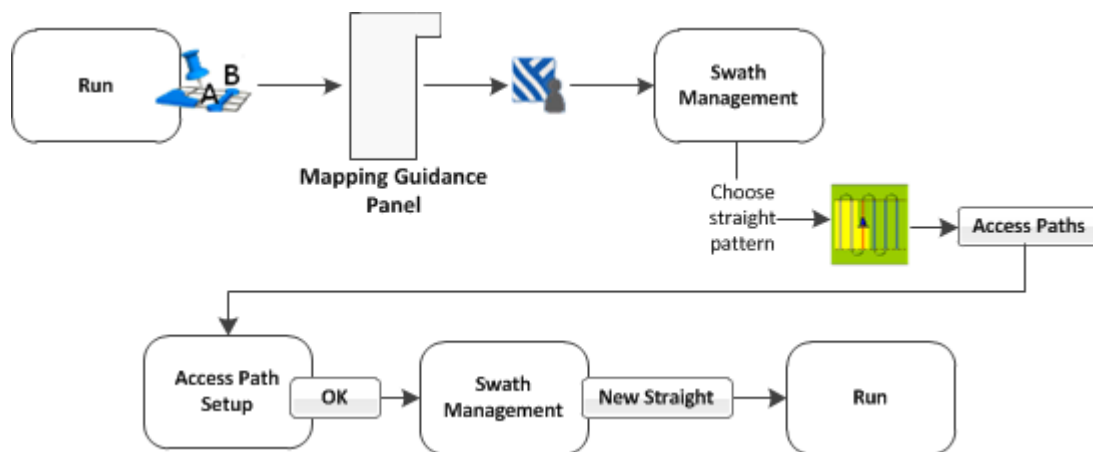 Run
A B
Mapping Guidance
Panel
Swath
Management
Choose
straight
pattern
Access Paths
Access Path
Setup
OK
Swath
Management
New Straight
Run